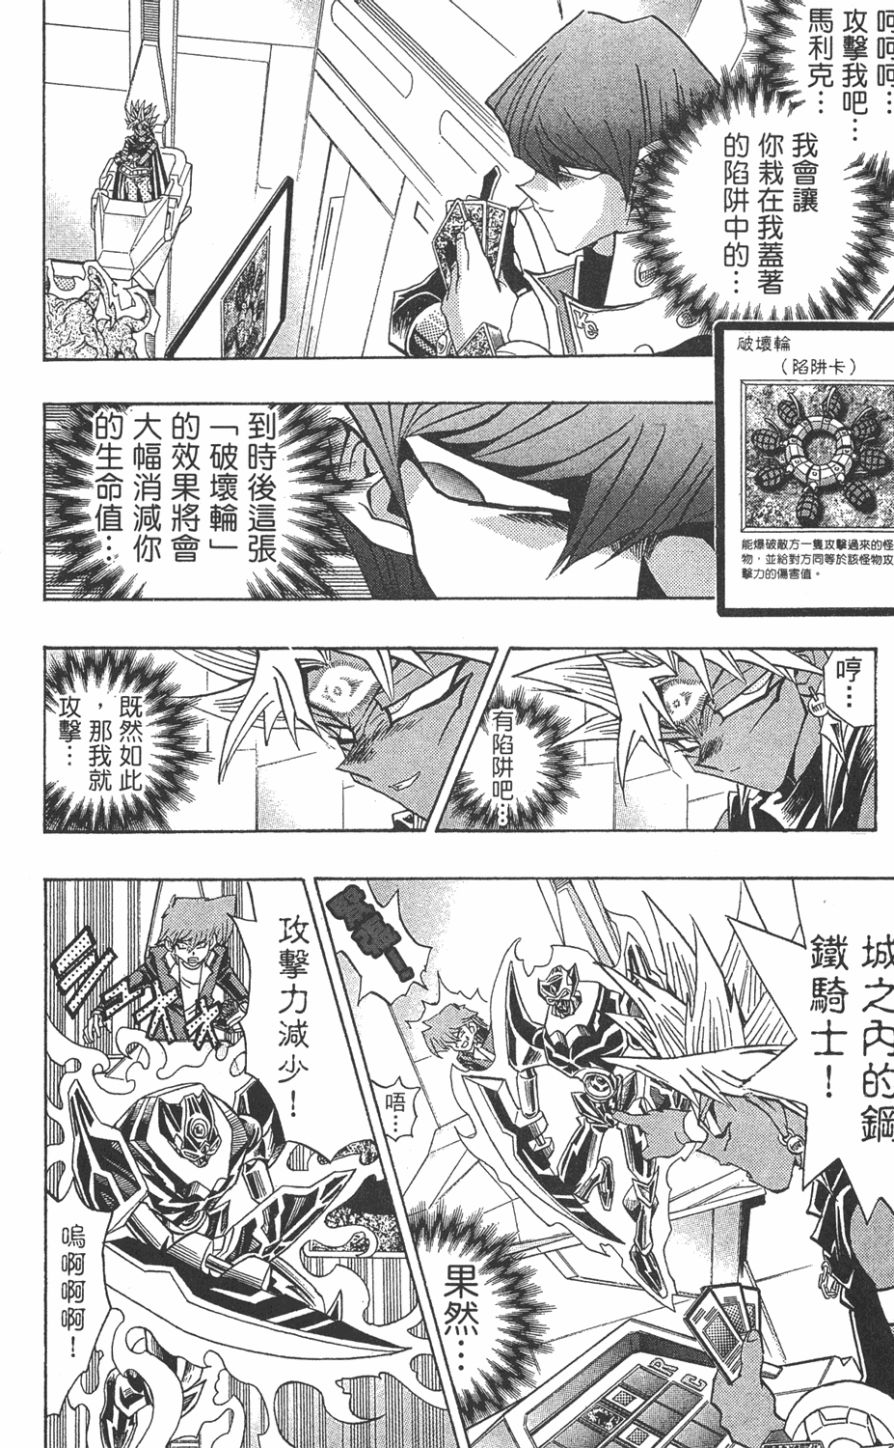 呵呵呵…
攻擊我吧…
馬利克…
我會讓
你栽在我蓋著
的陷阱中的…
破壞輪
（陷阱卡）
能爆破敵方一隻攻擊過來的怪
物，並給對方同等於該怪物攻
擊力的傷害值。
到時後這張
「破壞輪」
的效果將會
大幅消減你
的生命值…
哼…
有陷阱吧…
既然如此
，那我就
攻擊…
城之內的鋼
鐵騎士！
緊張！
唔…
果然…
R
C
攻擊力減少！
嗚啊啊啊！
KC